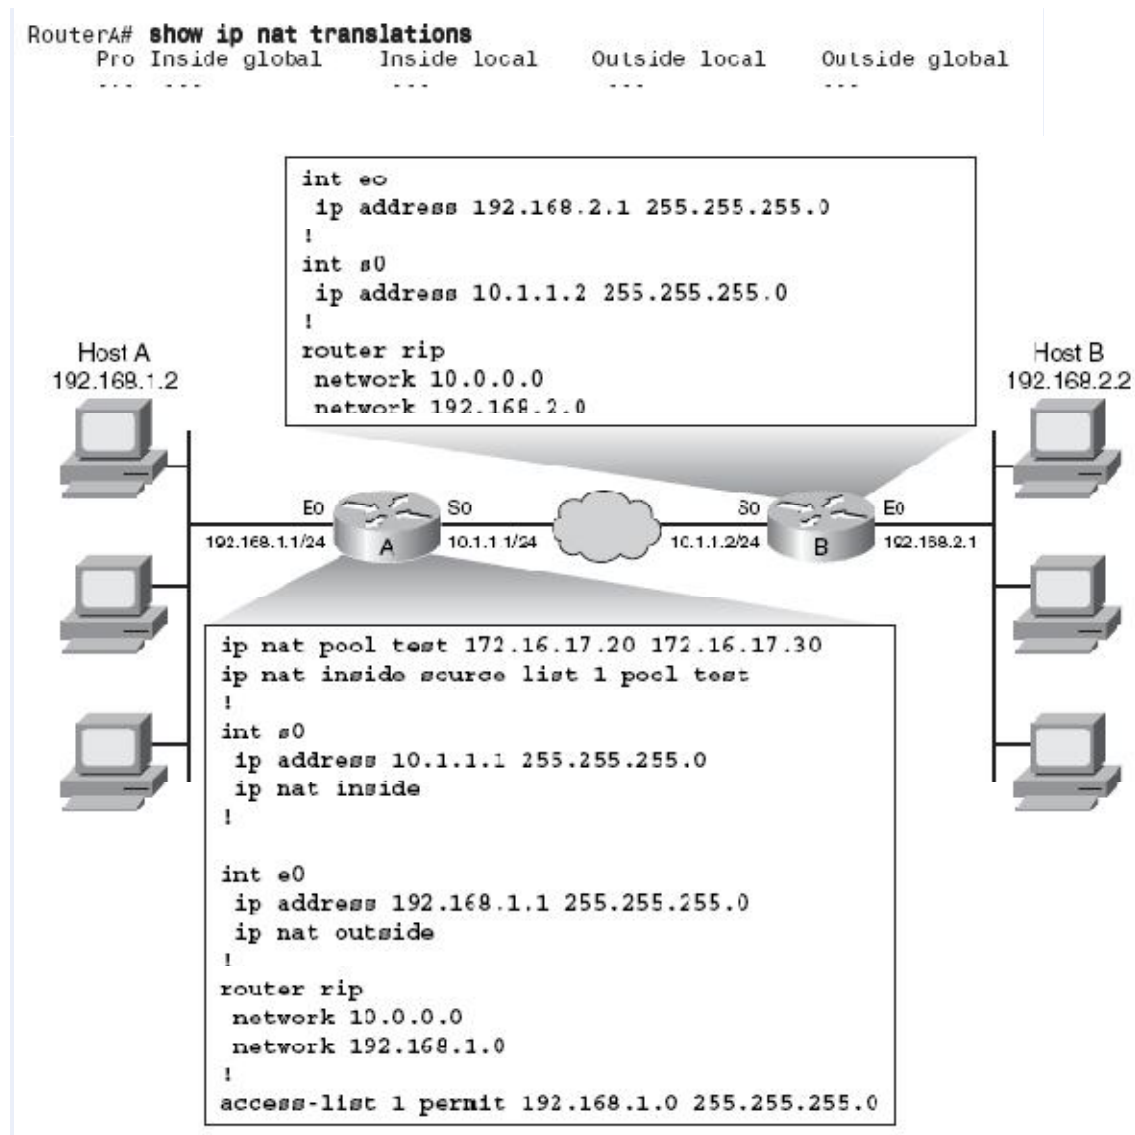 RouterA# show ip nat translations
Pro Inside global Inside local Outside local Outside global
--- --- --- --- ---
int e0
ip address 192.168.2.1 255.255.255.0
!
int s0
ip address 10.1.1.2 255.255.255.0
!
router rip
network 10.0.0.0
network 192.168.2.0
Host A
192.168.1.2
Host B
192.168.2.2
E0
S0
S0
E0
192.168.1.1/24
A
10.1.1.1/24
10.1.1.2/24
B
192.168.2.1
ip nat pool test 172.16.17.20 172.16.17.30
ip nat inside source list 1 pool test
!
int s0
ip address 10.1.1.1 255.255.255.0
ip nat inside
!
int e0
ip address 192.168.1.1 255.255.255.0
ip nat outside
!
router rip
network 10.0.0.0
network 192.168.1.0
!
access-list 1 permit 192.168.1.0 255.255.255.0